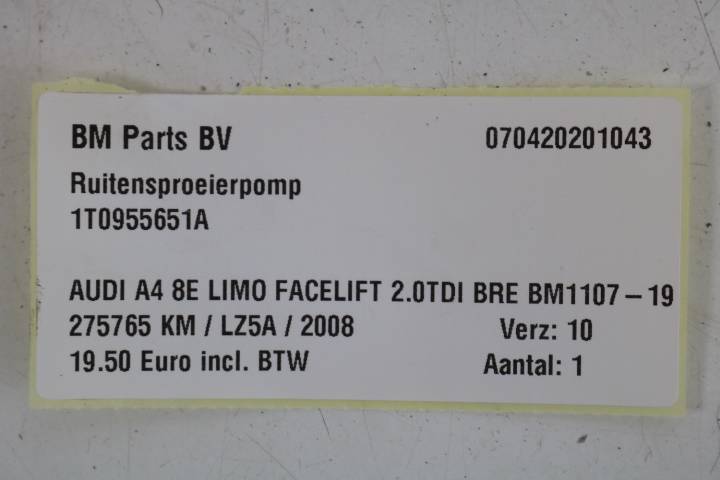 BM Parts BV 070420201043
Ruitensproeierpomp
1T0955651A
AUDI A4 8E LIMO FACELIFT 2.0TDI BRE BM1107-19
275765 KM / LZ5A / 2008 Verz: 10
19.50 Euro incl. BTW Aantal: 1